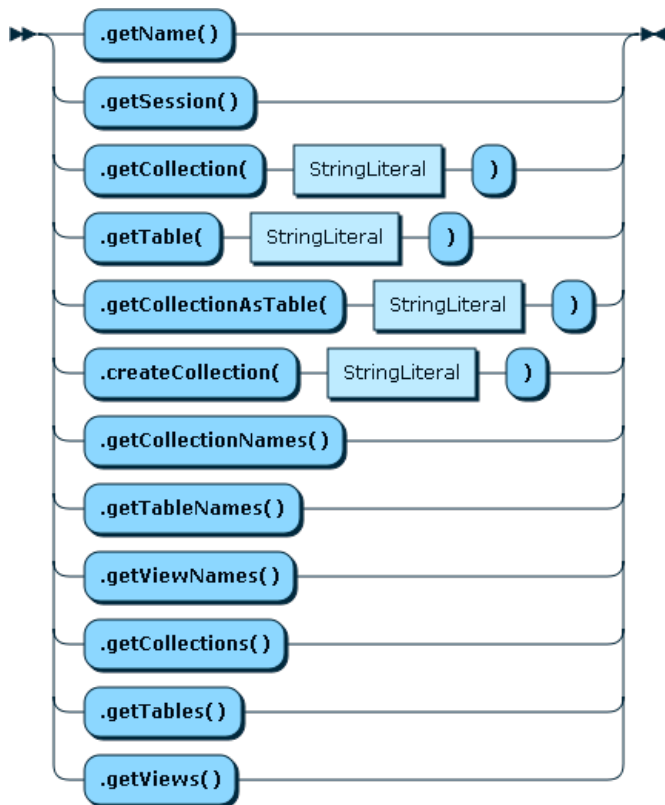 .getName()
.getSession()
.getCollection( StringLiteral )
.getTable( StringLiteral )
.getCollectionAsTable( StringLiteral )
.createCollection( StringLiteral )
.getCollectionNames()
.getTableNames()
.getViewNames()
.getCollections()
.getTables()
.getViews()